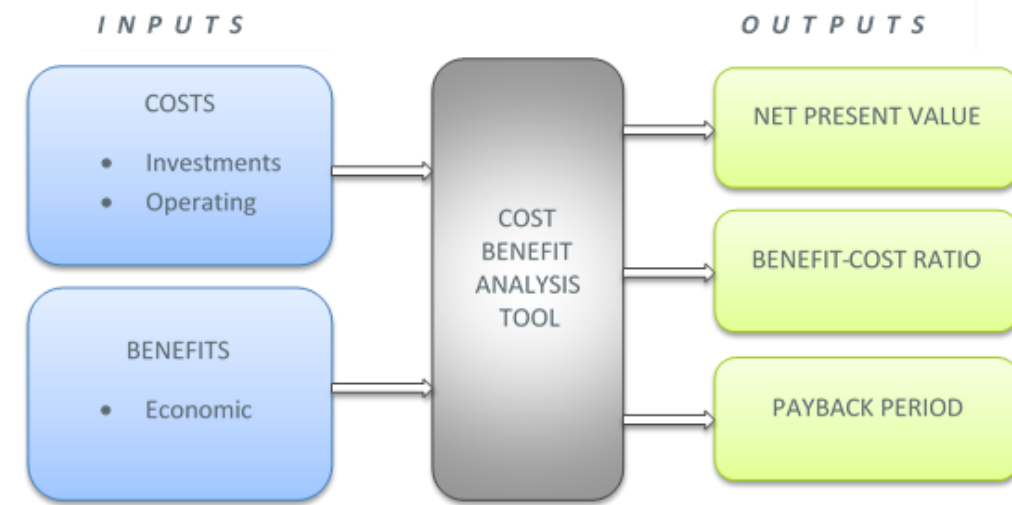 INPUTS
OUTPUTS
COSTS
• Investments
• Operating
BENEFITS
• Economic
COST
BENEFIT
ANALYSIS
TOOL
NET PRESENT VALUE
BENEFIT-COST RATIO
PAYBACK PERIOD